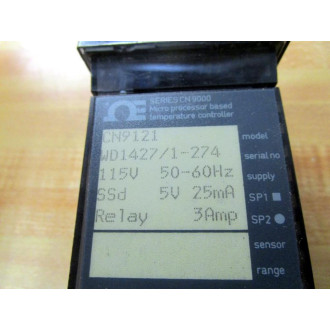 SERIES CN 9000
Micro processor based
temperature controller
CN9121 model
WD1427/1-274 serial no
115V 50-60Hz supply
SSd 5V 25mA SP1 ■
Relay 3Amp SP2 ●
sensor
range